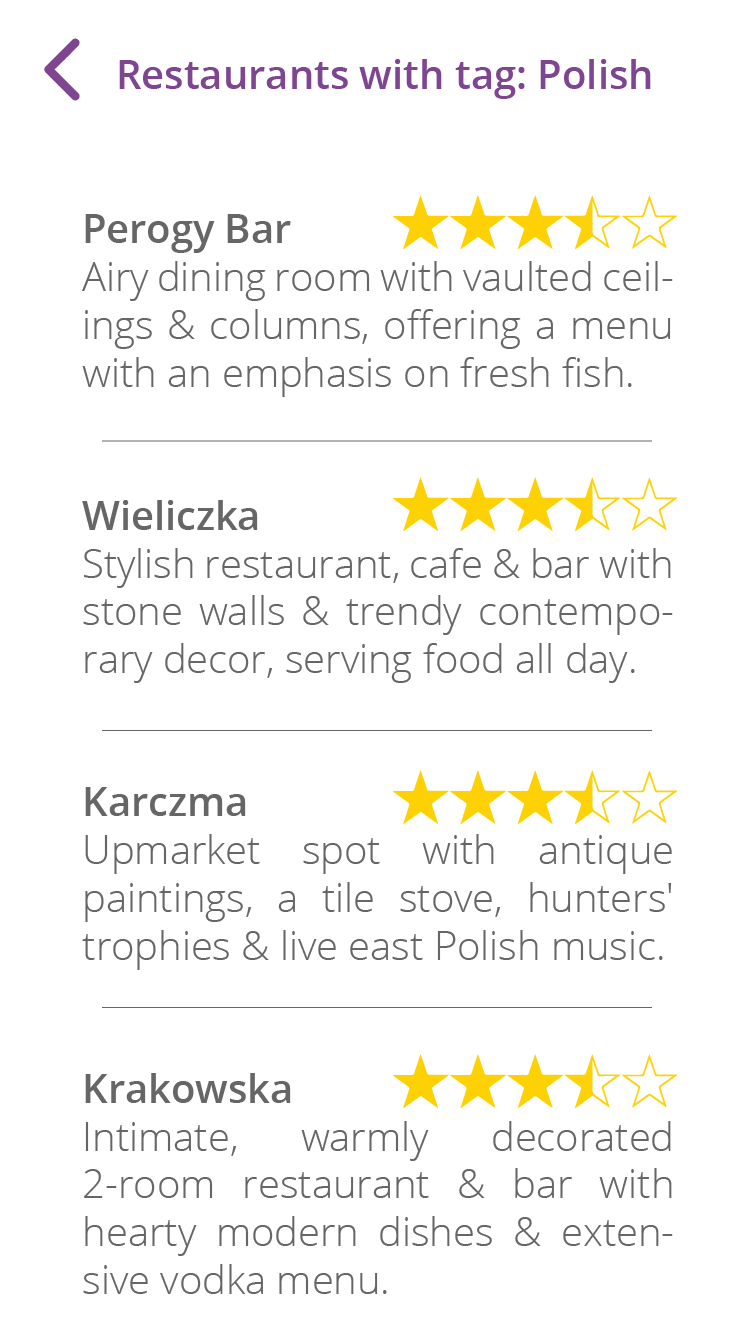 Restaurants with tag: Polish
Perogy Bar
Airy dining room with vaulted ceil-
ings & columns, offering a menu
with an emphasis on fresh fish.
Wieliczka
Stylish restaurant, cafe & bar with
stone walls & trendy contempo-
rary decor, serving food all day.
Karczma
Upmarket spot with antique
paintings, a tile stove, hunters'
trophies & live east Polish music.
Krakowska
Intimate, warmly decorated
2-room restaurant & bar with
hearty modern dishes & exten-
sive vodka menu.